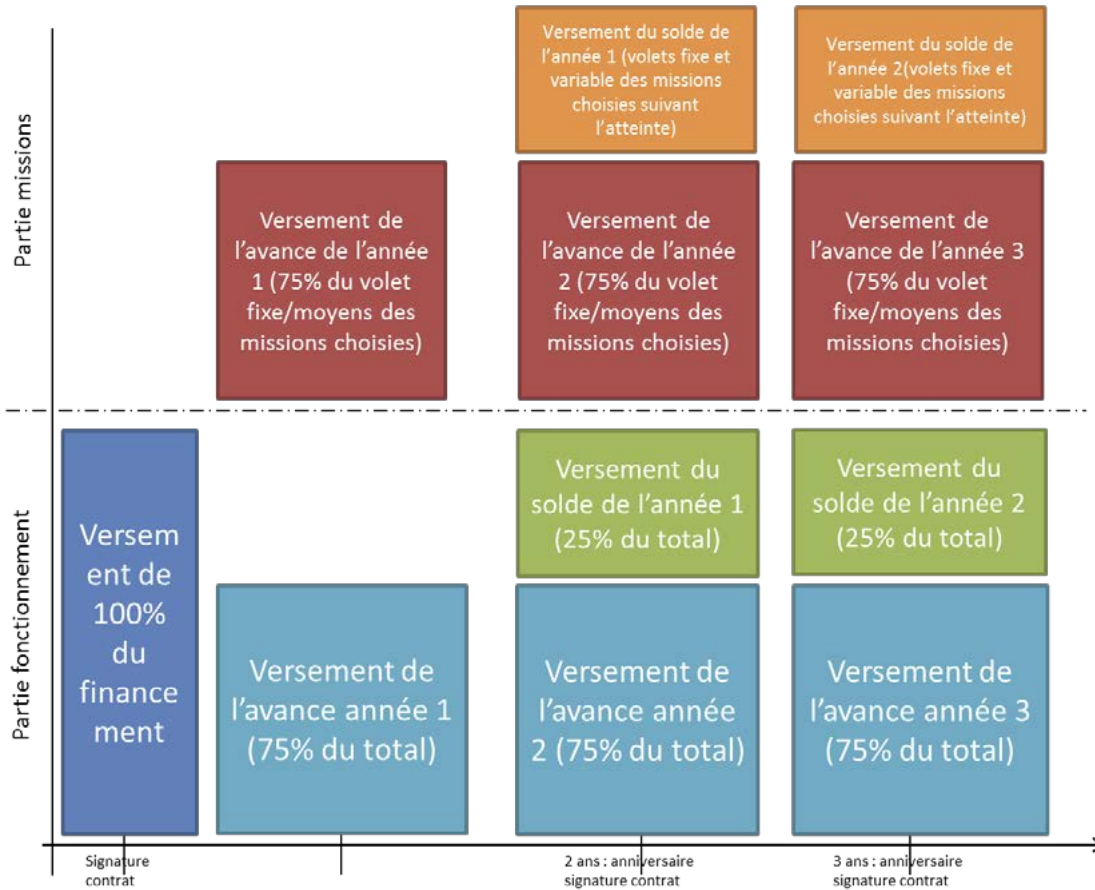 Partie missions
Versement du solde de
l'année 1 (volets fixe et
variable des missions
choisies suivant
l'atteinte)
Versement du solde de
l'année 2(volets fixe et
variable des missions
choisies suivant l'atteinte)
Versement de
l'avance de l'année
1 (75% du volet
fixe/moyens des
missions choisies)
Versement de
l'avance de l'année
2 (75% du volet
fixe/moyens des
missions choisies)
Versement de
l'avance de l'année 3
(75% du volet
fixe/moyens des
missions choisies)
Partie fonctionnement
Versem
ent de
100%
du
finance
ment
Versement du
solde de l'année 1
(25% du total)
Versement du
solde de l'année 2
(25% du total)
Versement de
l'avance année 1
(75% du total)
Versement de
l'avance année
2 (75% du total)
Versement de
l'avance année 3
(75% du total)
Signature
contrat
2 ans : anniversaire
signature contrat
3 ans : anniversaire
signature contrat